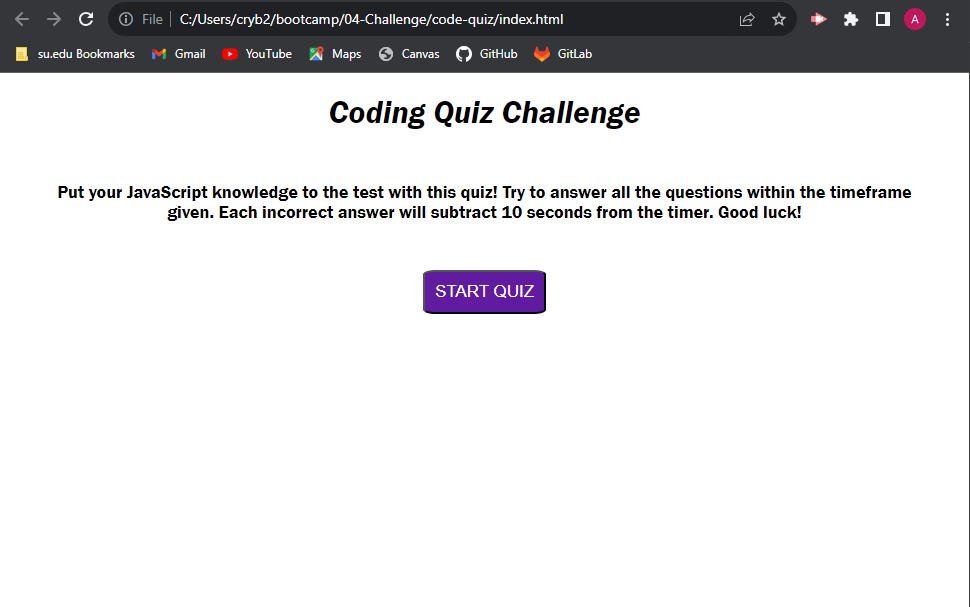 File | C:/Users/cryb2/bootcamp/04-Challenge/code-quiz/index.html
A
su.edu Bookmarks Gmail YouTube Maps Canvas GitHub GitLab
Coding Quiz Challenge
Put your JavaScript knowledge to the test with this quiz! Try to answer all the questions within the timeframe
given. Each incorrect answer will subtract 10 seconds from the timer. Good luck!
START QUIZ